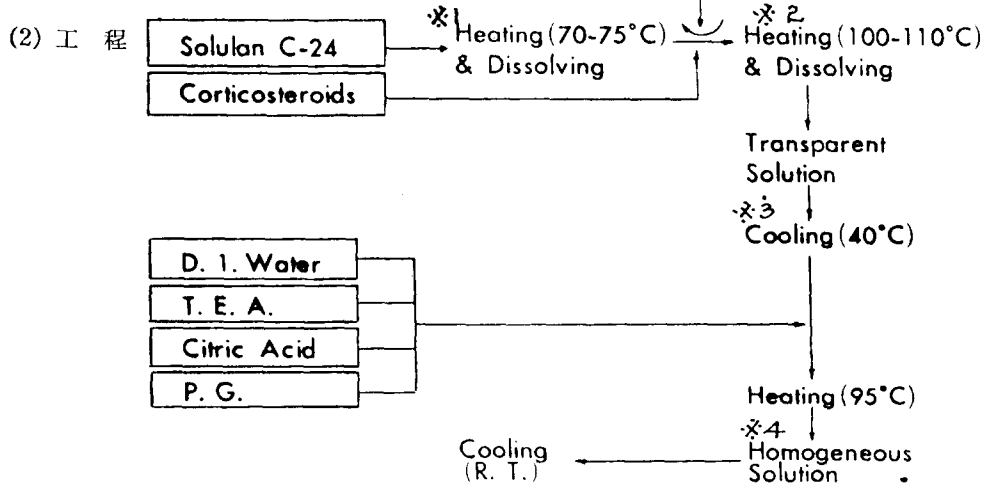 (2) 工 程
Solulan C-24
Corticosteroids
※1
Heating (70-75°C)
& Dissolving
※2
Heating (100-110°C)
& Dissolving
Transparent
Solution
※3
Cooling (40°C)
D. I. Water
T. E. A.
Citric Acid
P. G.
Heating (95°C)
※4
Homogeneous
Solution
Cooling
(R. T.)